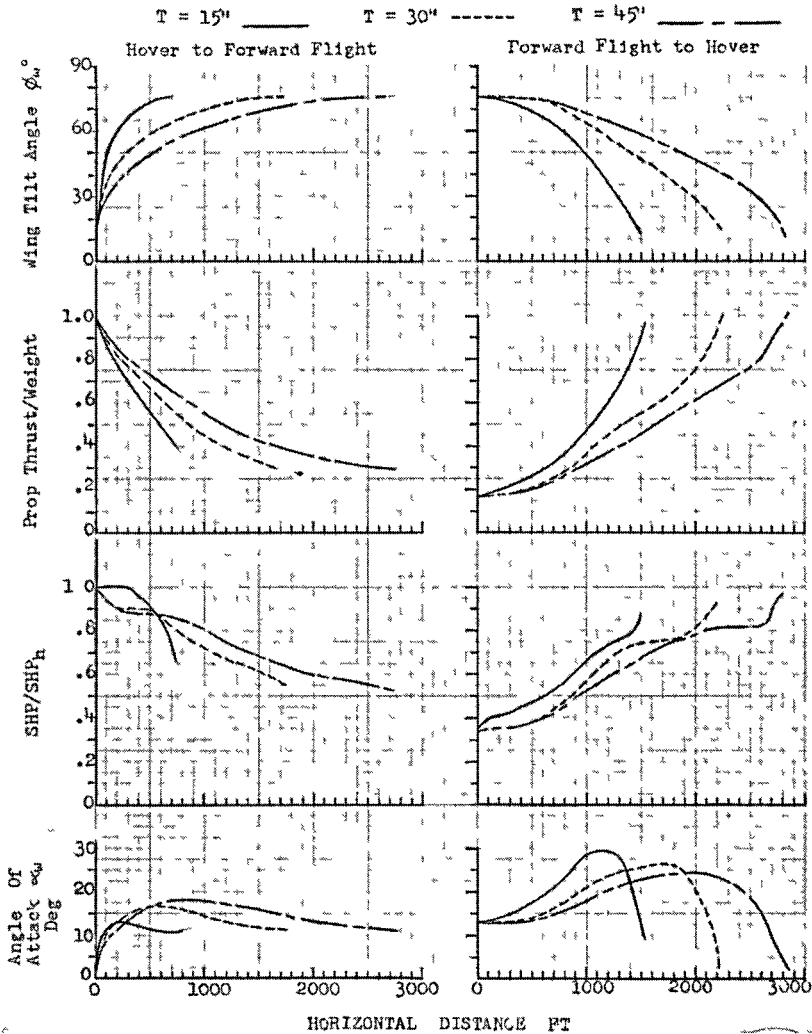 T = 15" T = 30" T = 45"
Hover to Forward Flight
Forward Flight to Hover
Wing Tilt Angle ϕω°
90
60
30
0
Prop Thrust/Weight
1.0
.8
.6
.4
.2
0
SHP/SHPh
1 0
.8
.6
.4
.2
0
Angle Of Attack ∝ω Deg
30
20
10
0
0 1000 2000 3000
0 1000 2000 3000
HORIZONTAL DISTANCE FT